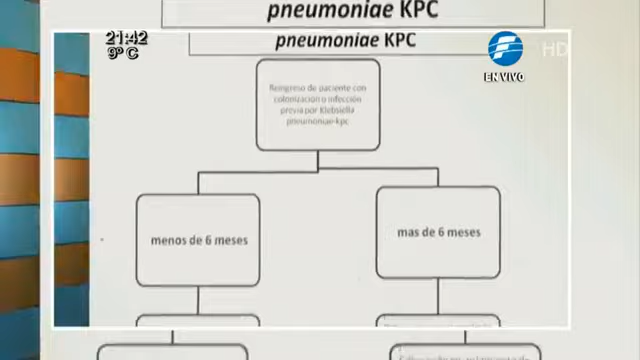 pneumoniae KPC
21:42
9° C
pneumoniae KPC
HD
EN VIVO
Reingreso de paciente con
colonizacion o infección
previa por Klebsiella
pneumoniae-kpc
menos de 6 meses
mas de 6 meses